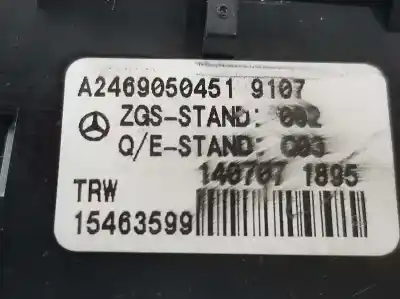 A2469050451 9107
ZGS-STAND: 002
Q/E-STAND: C03
140707 1895
TRW
15463599